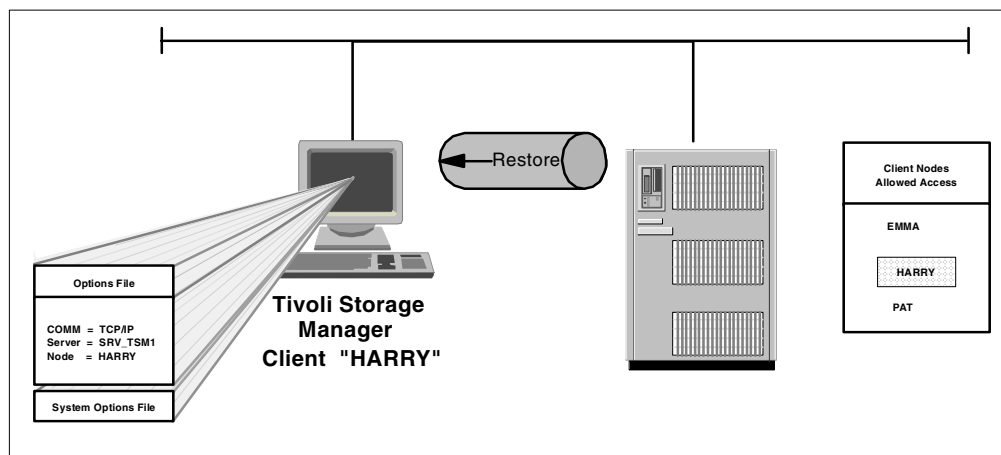 Restore
Client Nodes
Allowed Access
EMMA
HARRY
PAT
Options File
COMM = TCP/IP
Server = SRV_TSM1
Node = HARRY
System Options File
Tivoli Storage
Manager
Client "HARRY"